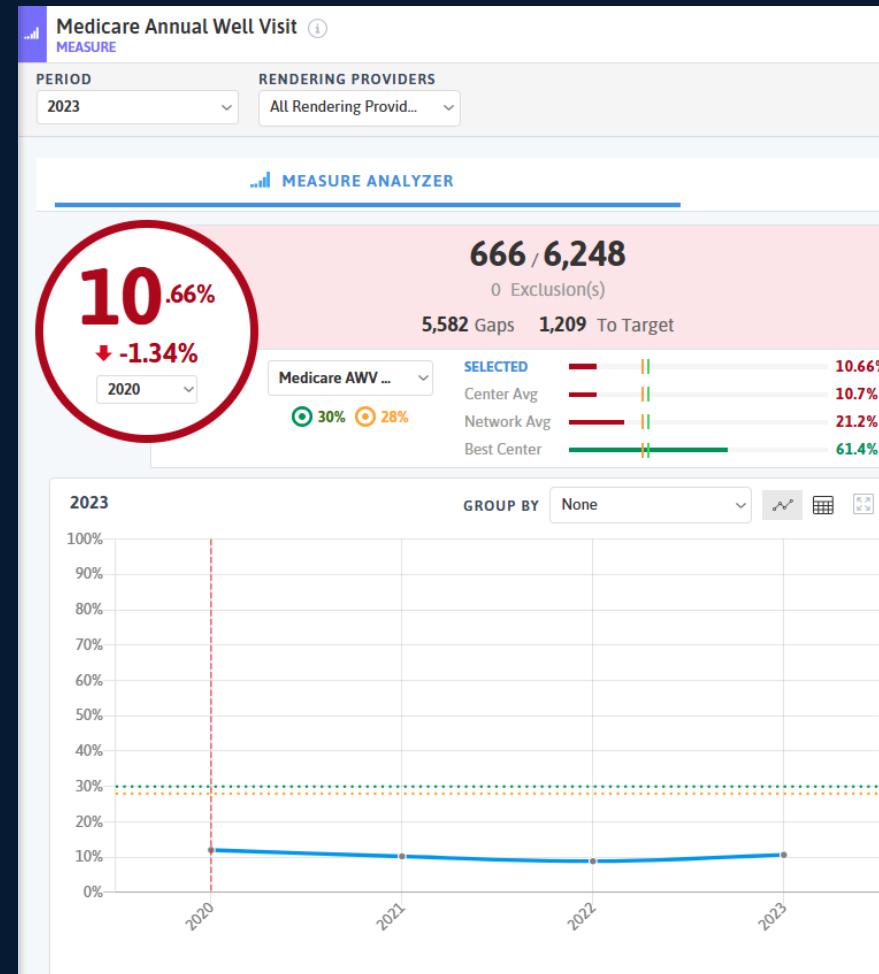 Medicare Annual Well Visit
MEASURE
PERIOD
RENDERING PROVIDERS
2023
All Rendering Provid...
MEASURE ANALYZER
10.66%
-1.34%
2020
666 / 6,248
0 Exclusion(s)
5,582 Gaps 1,209 To Target
Medicare AWV ...
30% 28%
SELECTED 10.66%
Center Avg 10.7%
Network Avg 21.2%
Best Center 61.4%
2023
GROUP BY None
100%
90%
80%
70%
60%
50%
40%
30%
20%
10%
0%
2020 2021 2022 2023